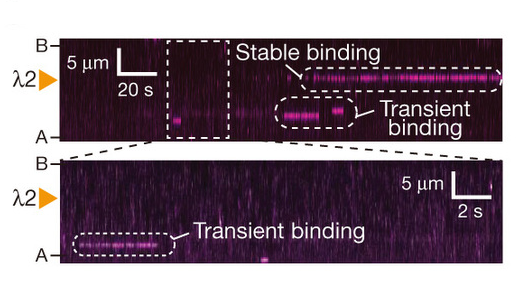 B
5 μm
Stable binding
λ2
20 s
Transient
binding
A
B
λ2
5 μm
2 s
Transient binding
A